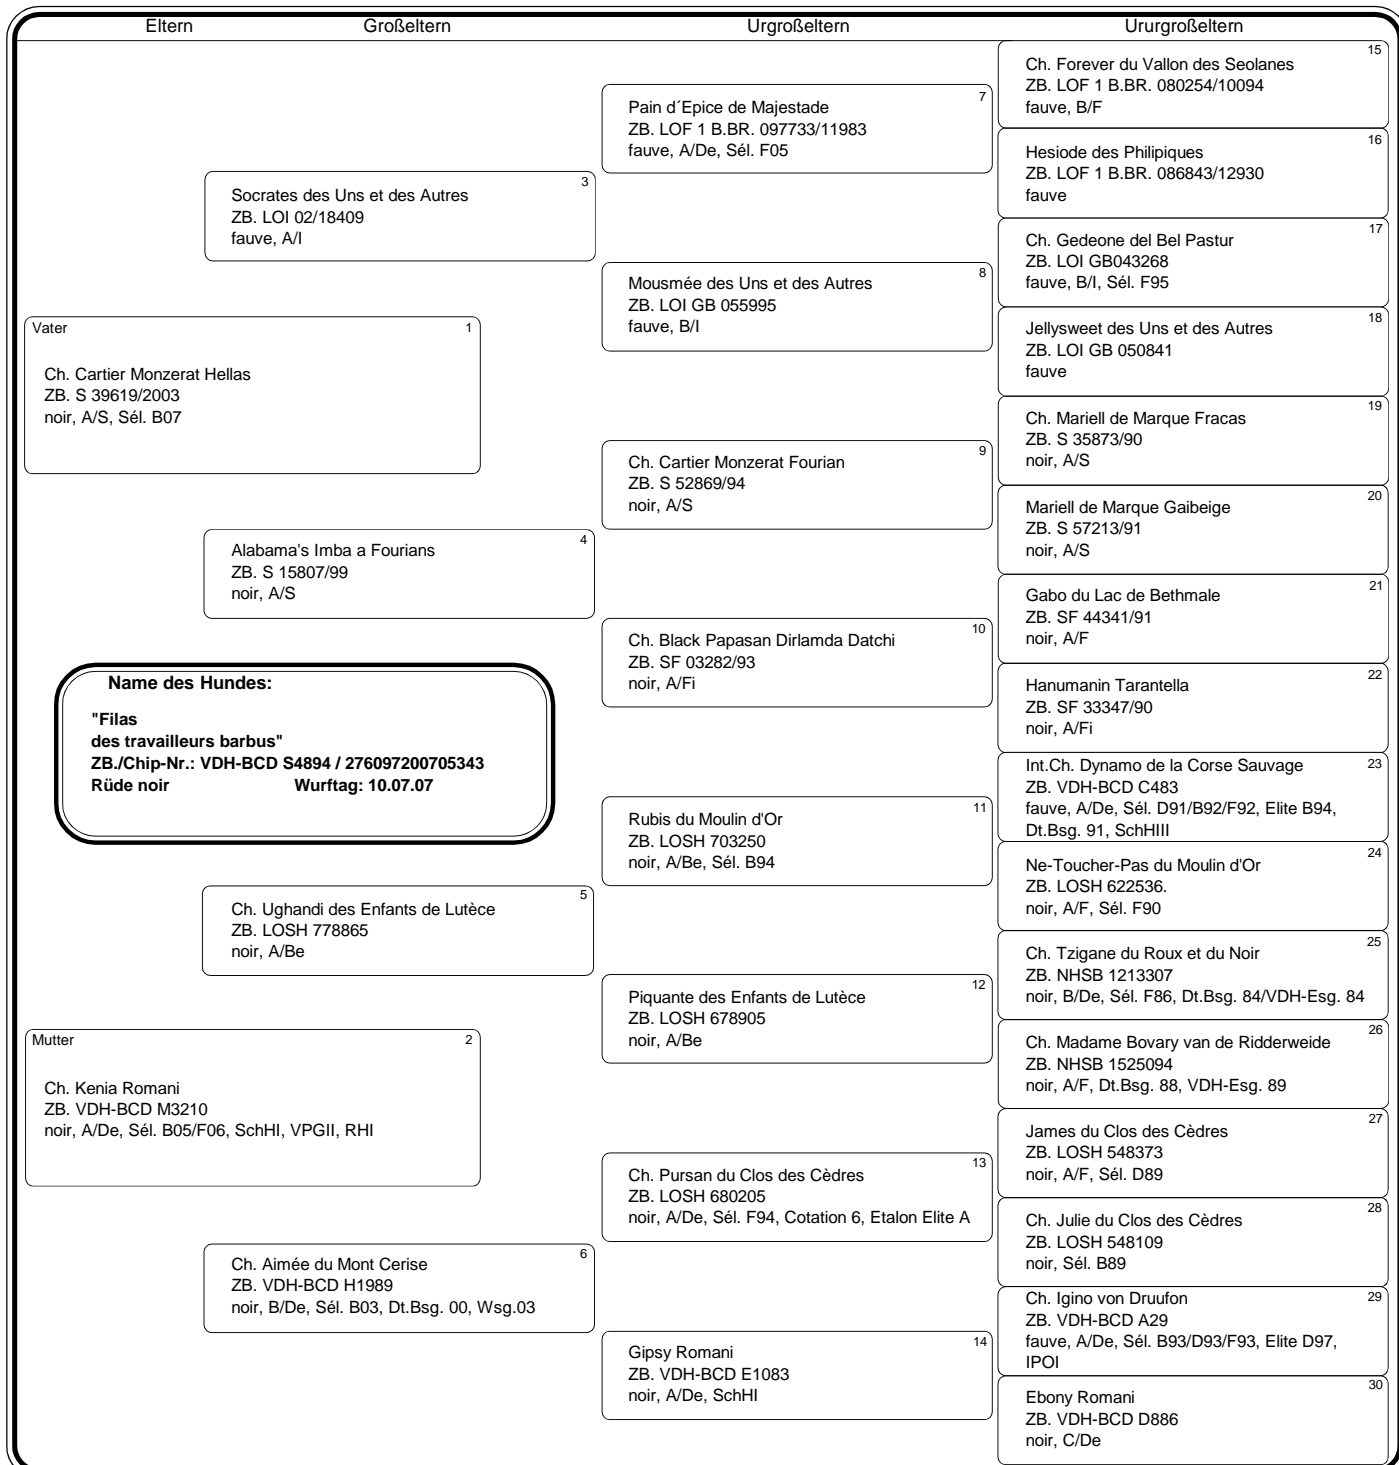 Eltern Großeltern Urgroßeltern Ururgroßeltern
Vater 1
Ch. Cartier Monzerat Hellas
ZB. S 39619/2003
noir, A/S, Sél. B07
Mutter 2
Ch. Kenia Romani
ZB. VDH-BCD M3210
noir, A/De, Sél. B05/F06, SchHI, VPGII, RHI
3
Socrates des Uns et des Autres
ZB. LOI 02/18409
fauve, A/I
4
Alabama's Imba a Fourians
ZB. S 15807/99
noir, A/S
Name des Hundes:
"Filas
des travailleurs barbus"
ZB./Chip-Nr.: VDH-BCD S4894 / 276097200705343
Rüde noir Wurftag: 10.07.07
5
Ch. Ughandi des Enfants de Lutèce
ZB. LOSH 778865
noir, A/Be
6
Ch. Aimée du Mont Cerise
ZB. VDH-BCD H1989
noir, B/De, Sél. B03, Dt.Bsg. 00, Wsg.03
7
Pain d´Epice de Majestade
ZB. LOF 1 B.BR. 097733/11983
fauve, A/De, Sél. F05
8
Mousmée des Uns et des Autres
ZB. LOI GB 055995
fauve, B/I
9
Ch. Cartier Monzerat Fourian
ZB. S 52869/94
noir, A/S
10
Ch. Black Papasan Dirlamda Datchi
ZB. SF 03282/93
noir, A/Fi
11
Rubis du Moulin d'Or
ZB. LOSH 703250
noir, A/Be, Sél. B94
12
Piquante des Enfants de Lutèce
ZB. LOSH 678905
noir, A/Be
13
Ch. Pursan du Clos des Cèdres
ZB. LOSH 680205
noir, A/De, Sél. F94, Cotation 6, Etalon Elite A
14
Gipsy Romani
ZB. VDH-BCD E1083
noir, A/De, SchHI
15
Ch. Forever du Vallon des Seolanes
ZB. LOF 1 B.BR. 080254/10094
fauve, B/F
16
Hesiode des Philipiques
ZB. LOF 1 B.BR. 086843/12930
fauve
17
Ch. Gedeone del Bel Pastur
ZB. LOI GB043268
fauve, B/I, Sél. F95
18
Jellysweet des Uns et des Autres
ZB. LOI GB 050841
fauve
19
Ch. Mariell de Marque Fracas
ZB. S 35873/90
noir, A/S
20
Mariell de Marque Gaibeige
ZB. S 57213/91
noir, A/S
21
Gabo du Lac de Bethmale
ZB. SF 44341/91
noir, A/F
22
Hanumanin Tarantella
ZB. SF 33347/90
noir, A/Fi
23
Int.Ch. Dynamo de la Corse Sauvage
ZB. VDH-BCD C483
fauve, A/De, Sél. D91/B92/F92, Elite B94,
Dt.Bsg. 91, SchHIII
24
Ne-Toucher-Pas du Moulin d'Or
ZB. LOSH 622536.
noir, A/F, Sél. F90
25
Ch. Tzigane du Roux et du Noir
ZB. NHSB 1213307
noir, B/De, Sél. F86, Dt.Bsg. 84/VDH-Esg. 84
26
Ch. Madame Bovary van de Ridderweide
ZB. NHSB 1525094
noir, A/F, Dt.Bsg. 88, VDH-Esg. 89
27
James du Clos des Cèdres
ZB. LOSH 548373
noir, A/F, Sél. D89
28
Ch. Julie du Clos des Cèdres
ZB. LOSH 548109
noir, Sél. B89
29
Ch. Igino von Druufon
ZB. VDH-BCD A29
fauve, A/De, Sél. B93/D93/F93, Elite D97,
IPOI
30
Ebony Romani
ZB. VDH-BCD D886
noir, C/De